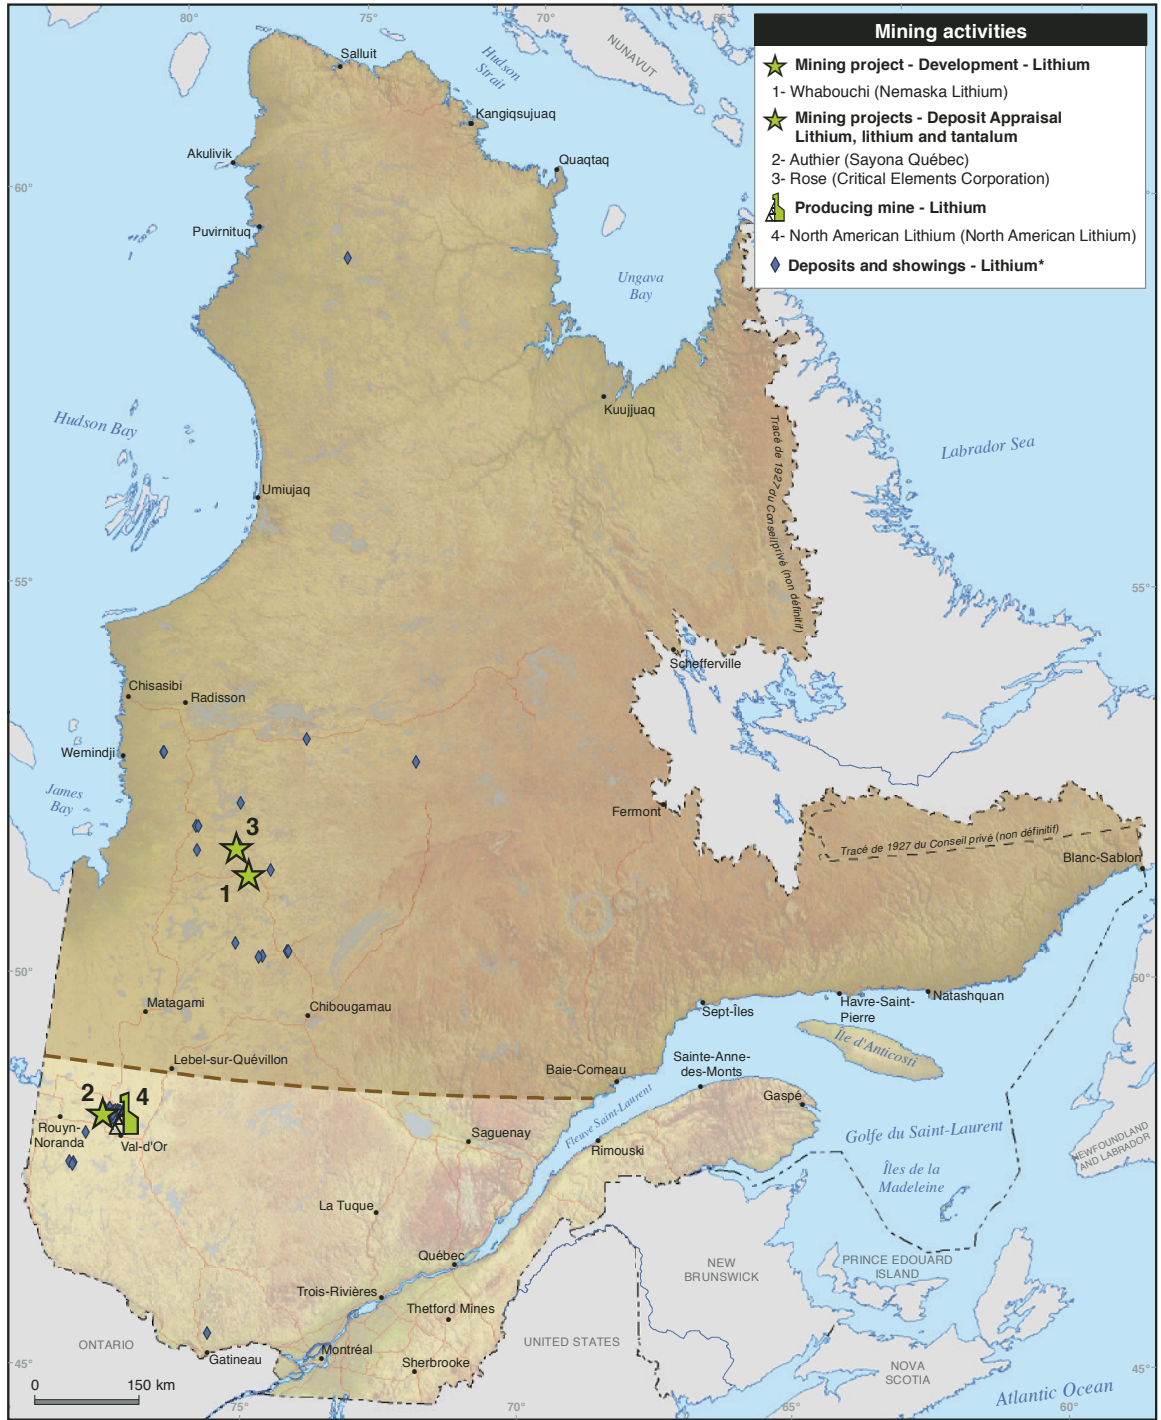 80°
75°
70°
65°
Mining activities
Mining project - Development - Lithium
1- Whabouchi (Nemaska Lithium)
Mining projects - Deposit Appraisal
Lithium, lithium and tantalum
2- Authier (Sayona Québec)
3- Rose (Critical Elements Corporation)
Producing mine - Lithium
4- North American Lithium (North American Lithium)
Deposits and showings - Lithium*
NUNAVUT
Hudson
Strait
Salluit
Kangiqsujuaq
Akulivik
Quaqtaq
60°
Puvirnituq
Ungava
Bay
Kuujjuaq
Hudson Bay
Labrador Sea
Tracé de 1927 du Conseil privé (non définitif)
Umiujaq
55°
55°
Schefferville
Chisasibi
Radisson
Wemindji
James
Bay
Fermont
3
Tracé de 1927 du Conseil privé (non définitif)
Blanc-Sablon
1
50°
50°
Matagami
Chibougamau
Sept-Îles
Havre-Saint-
Pierre
Natashquan
Île d'Anticosti
Lebel-sur-Quévillon
Sainte-Anne-
des-Monts
Baie-Comeau
2
4
Gaspé
Rouyn-
Noranda
Val-d'Or
Saguenay
Fleuve Saint-Laurent
Rimouski
Golfe du Saint-Laurent
NEWFOUNDLAND
AND LABRADOR
Îles de la
Madeleine
La Tuque
Québec
NEW
BRUNSWICK
PRINCE EDOUARD
ISLAND
Trois-Rivières
Thetford Mines
ONTARIO
UNITED STATES
Montréal
Gatineau
Sherbrooke
NOVA
SCOTIA
45°
45°
0
150 km
Atlantic Ocean
75°
70°
65°
60°